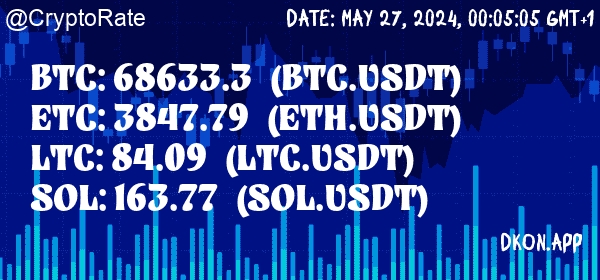 @CryptoRate
DATE: MAY 27, 2024, 00:05:05 GMT+1
BTC: 68633.3 (BTC.USDT)
ETC: 3847.79 (ETH.USDT)
LTC: 84.09 (LTC.USDT)
SOL: 163.77 (SOL.USDT)
DKON.APP